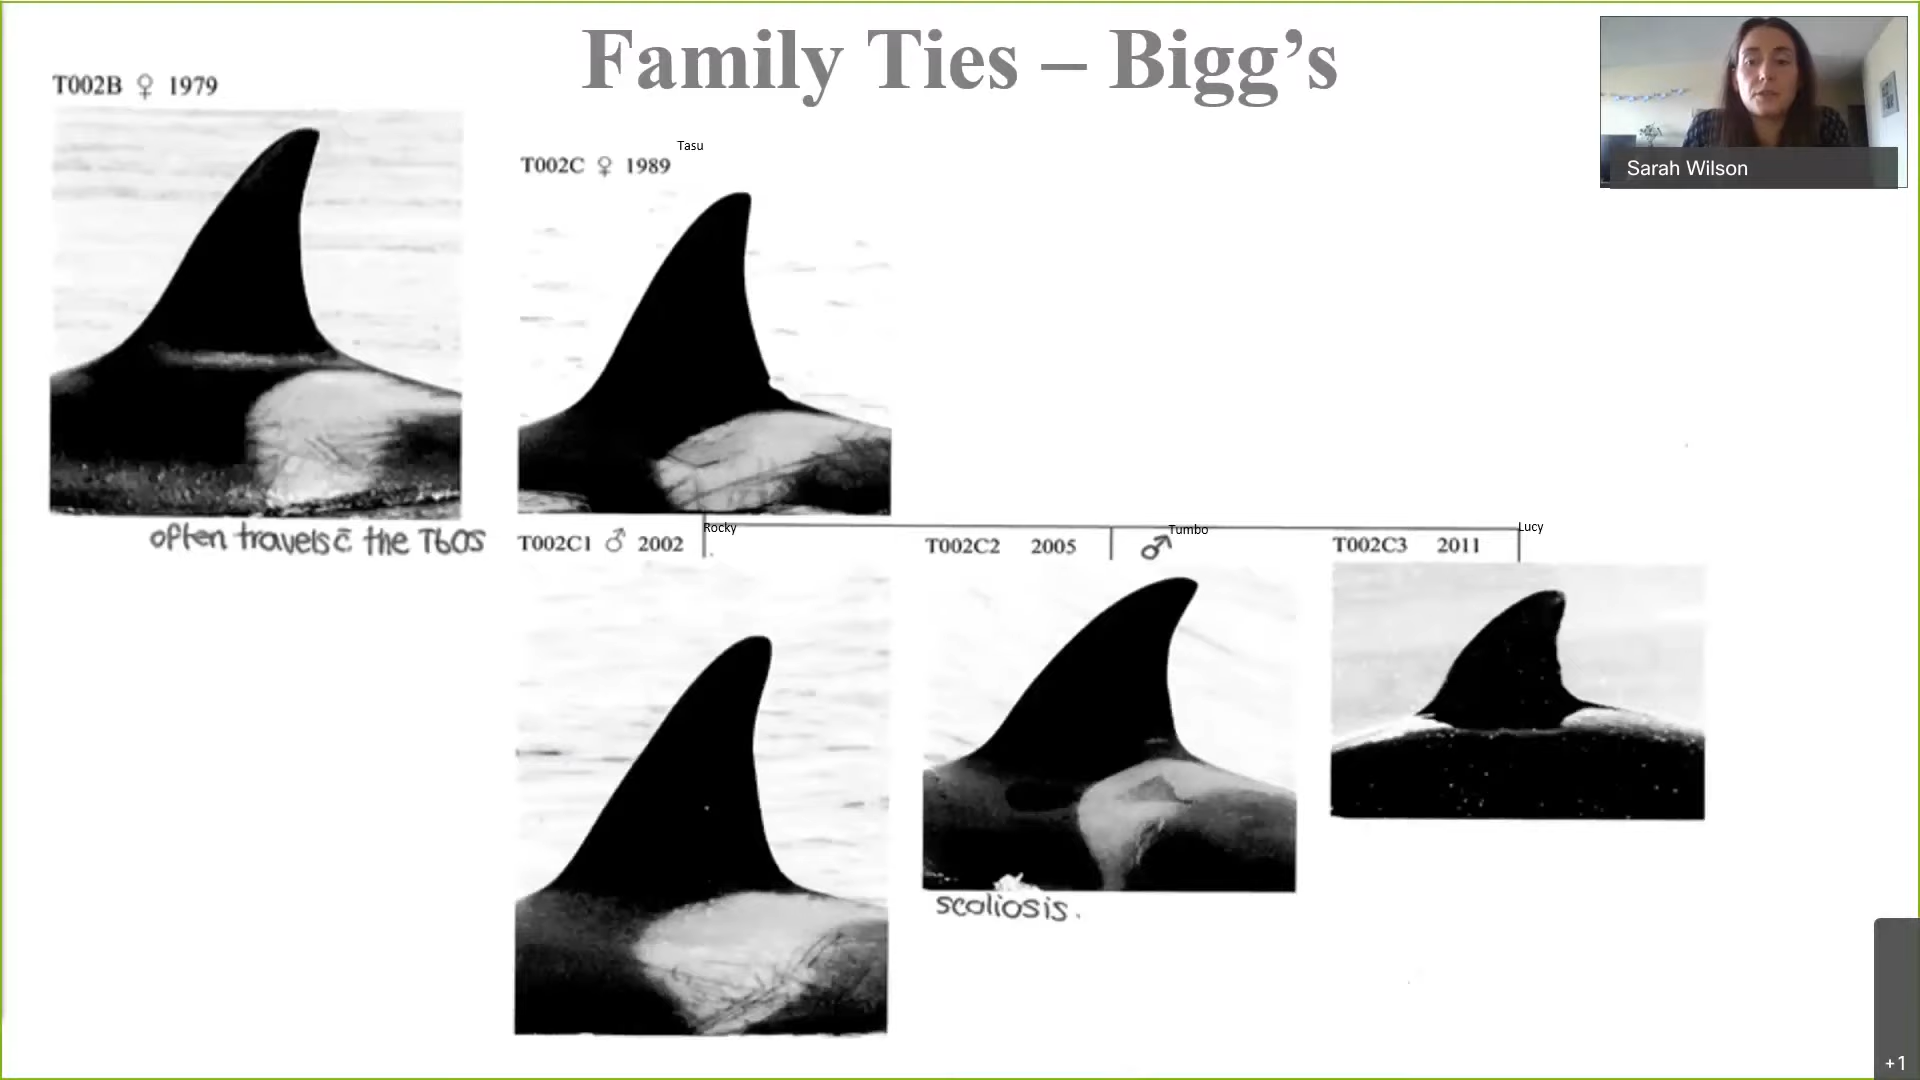 Family Ties – Bigg’s
Sarah Wilson
T002B ♀ 1979
often travels c̄ the T60S
Tasu
T002C ♀ 1989
Rocky
T002C1 ♂ 2002
Tumbo
T002C2 2005 ♂
scoliosis.
Lucy
T002C3 2011
+1